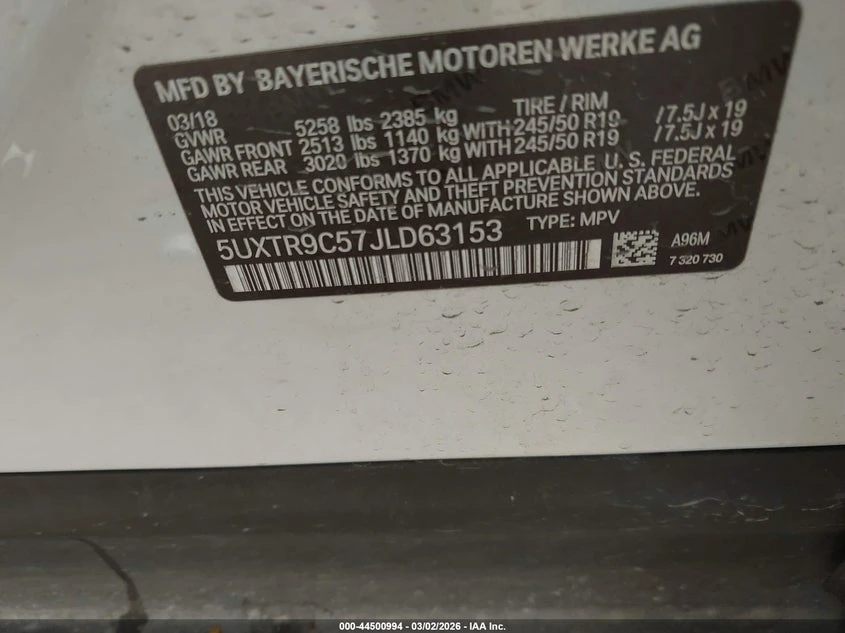 MFD BY BAYERISCHE MOTOREN WERKE AG
03/18 TIRE / RIM
GVWR 5258 lbs 2385 kg
GAWR FRONT 2513 lbs 1140 kg WITH 245/50 R19 /7.5J x 19
GAWR REAR 3020 lbs 1370 kg WITH 245/50 R19 /7.5J x 19
THIS VEHICLE CONFORMS TO ALL APPLICABLE U.S. FEDERAL
MOTOR VEHICLE SAFETY AND THEFT PREVENTION STANDARDS
IN EFFECT ON THE DATE OF MANUFACTURE SHOWN ABOVE.
5UXTR9C57JLD63153 TYPE: MPV
A96M
7 320 730
000-44500994 - 03/02/2026 - IAA Inc.